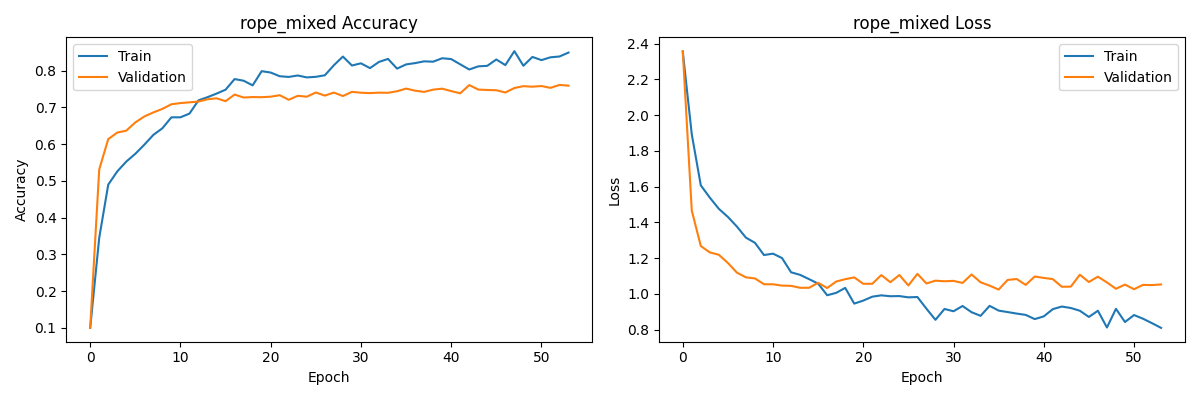 rope_mixed Accuracy
Train
Validation
Accuracy
0.8
0.7
0.6
0.5
0.4
0.3
0.2
0.1
0 10 20 30 40 50
Epoch
rope_mixed Loss
Train
Validation
Loss
2.4
2.2
2.0
1.8
1.6
1.4
1.2
1.0
0.8
0 10 20 30 40 50
Epoch